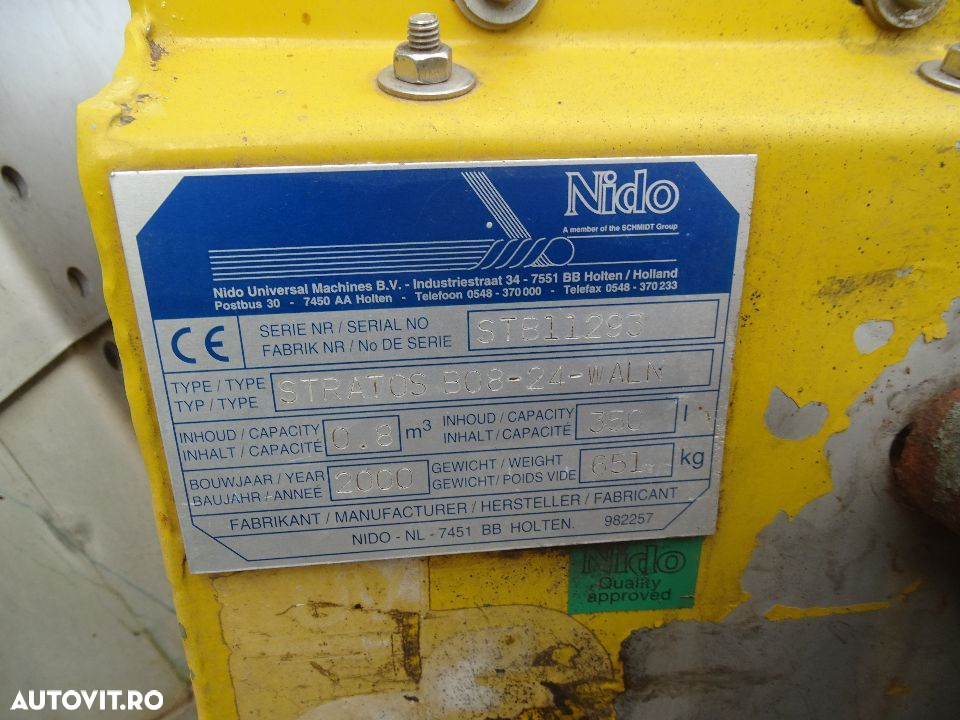 Nido
A member of the SCHMIDT Group
Nido Universal Machines B.V. - Industriestraat 34 - 7551 BB Holten / Holland
Postbus 30 - 7450 AA Holten - Telefoon 0548 - 370 000 - Telefax 0548 - 370 233
CE
SERIE NR / SERIAL NO
FABRIK NR / No DE SERIE
STB11293
TYPE / TYPE
TYP / TYPE
STRATOS B08-24-WALN
INHOUD / CAPACITY
INHALT / CAPACITÉ
0.8 m3
INHOUD / CAPACITY
INHALT / CAPACITÉ
350 l
BOUWJAAR / YEAR
BAUJAHR / ANNEÉ
2000
GEWICHT / WEIGHT
GEWICHT / POIDS VIDE
651 kg
FABRIKANT / MANUFACTURER / HERSTELLER / FABRICANT
NIDO - NL - 7451 BB HOLTEN. 982257
Nido
Quality
approved
AUTOVIT.RO